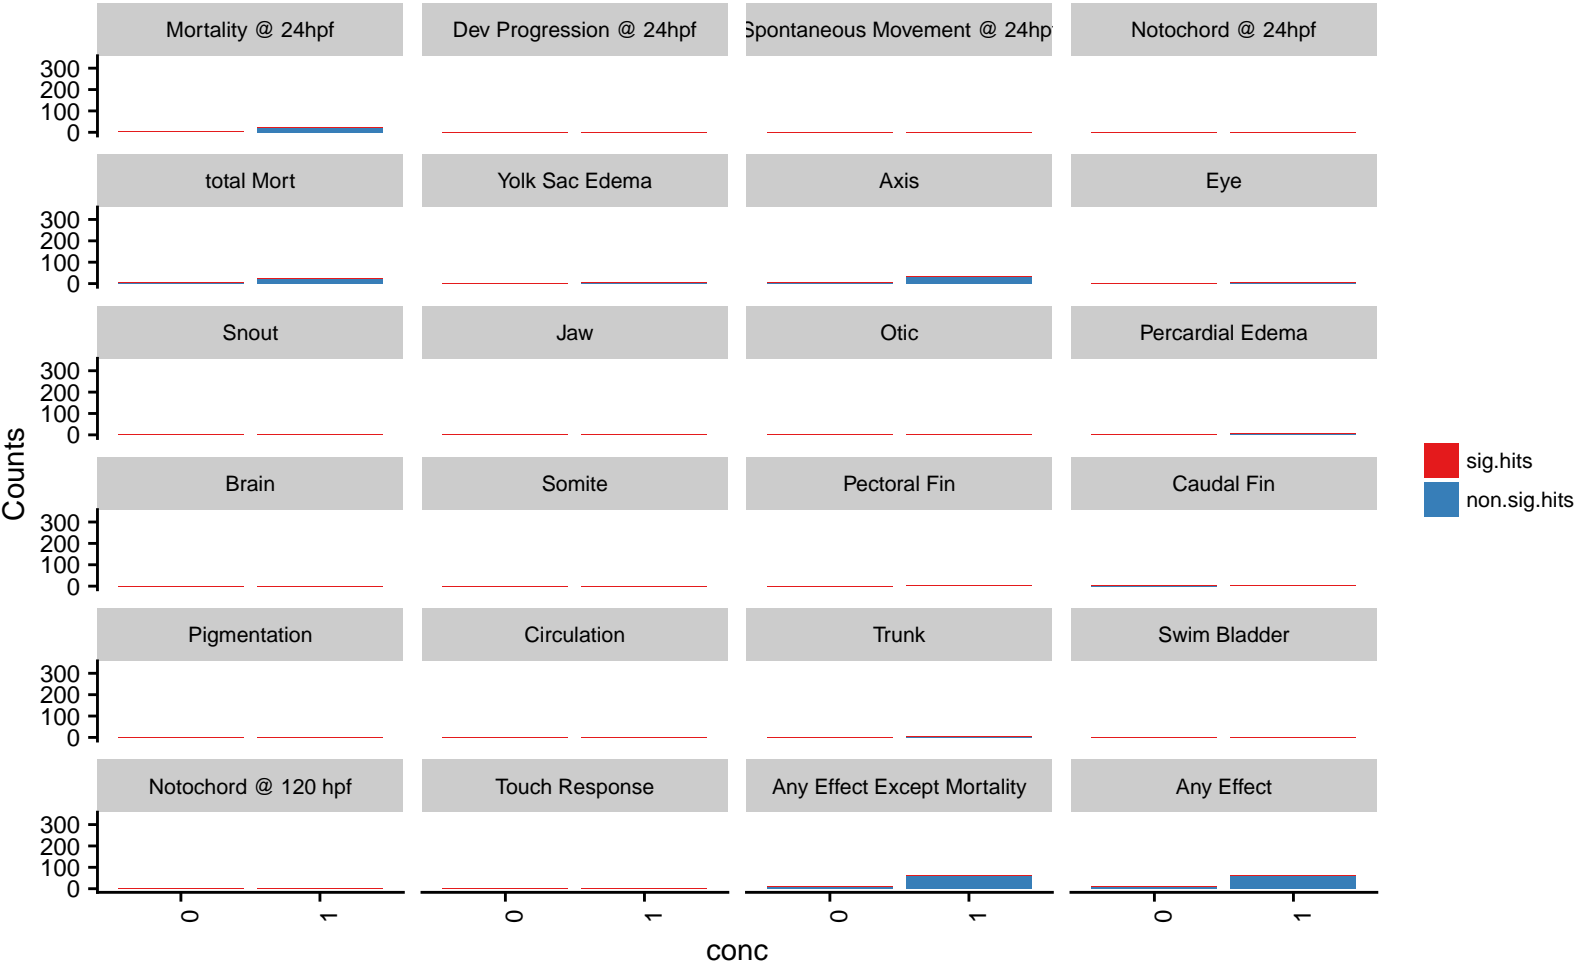 Mortality @ 24hpf
Dev Progression @ 24hpf
Spontaneous Movement @ 24hpf
Notochord @ 24hpf
300
200
100
0
total Mort
Yolk Sac Edema
Axis
Eye
300
200
100
0
Snout
Jaw
Otic
Percardial Edema
300
200
100
0
Brain
Somite
Pectoral Fin
Caudal Fin
300
200
100
0
Pigmentation
Circulation
Trunk
Swim Bladder
300
200
100
0
Notochord @ 120 hpf
Touch Response
Any Effect Except Mortality
Any Effect
300
200
100
0
0
1
0
1
0
1
0
1
conc
Counts
sig.hits
non.sig.hits